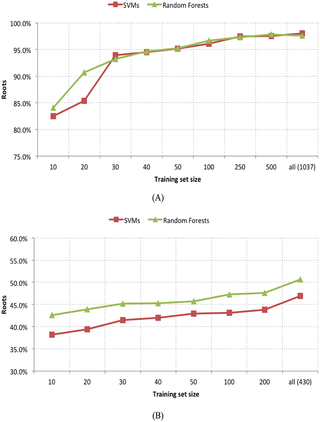 SVMs Random Forests
100.0%
95.0%
90.0%
85.0%
80.0%
75.0%
Roots
10 20 30 40 50 100 250 500 all (1037)
Training set size
(A)
SVMs Random Forests
60.0%
55.0%
50.0%
45.0%
40.0%
35.0%
30.0%
Roots
10 20 30 40 50 100 200 all (430)
Training set size
(B)